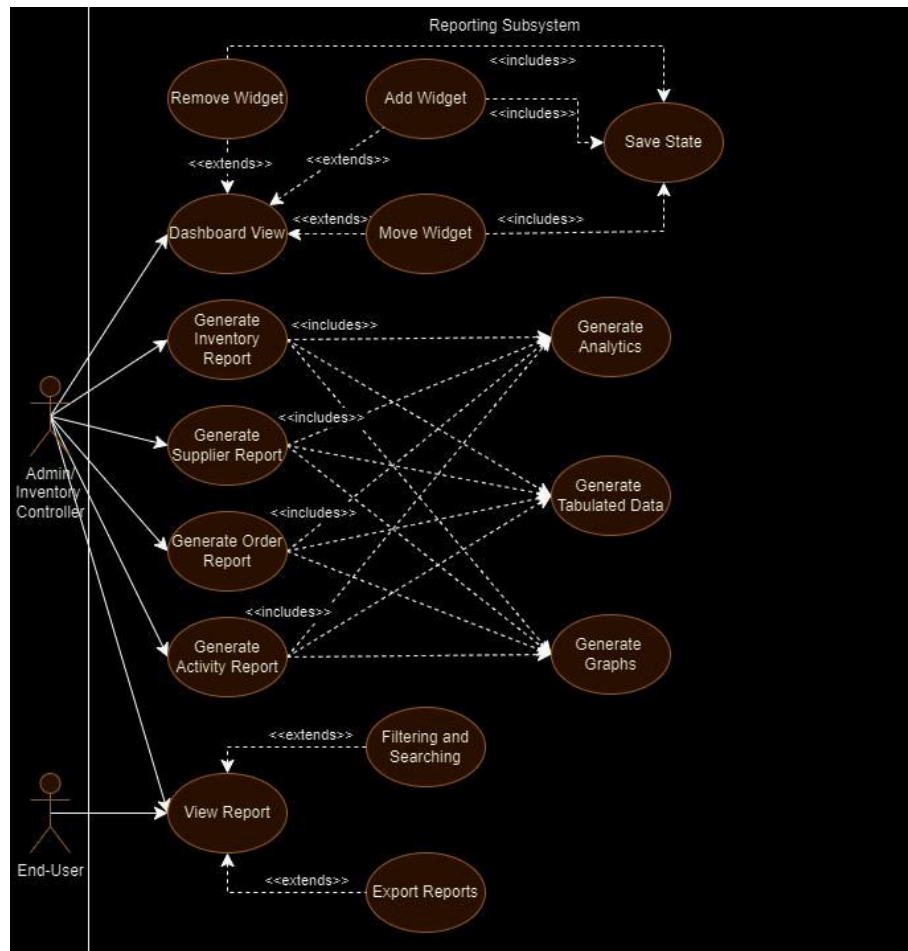 Reporting Subsystem
<<includes>>
Remove Widget
Add Widget
<<includes>>
Save State
<<extends>>
<<extends>>
Dashboard View
<<extends>>
Move Widget
<<includes>>
Generate
Inventory
Report
<<includes>>
Generate
Analytics
<<includes>>
Generate
Supplier Report
Admin/
Inventory
Controller
Generate
Tabulated Data
<<includes>>
Generate Order
Report
<<includes>>
Generate
Activity Report
Generate
Graphs
<<extends>>
Filtering and
Searching
View Report
End-User
<<extends>>
Export Reports